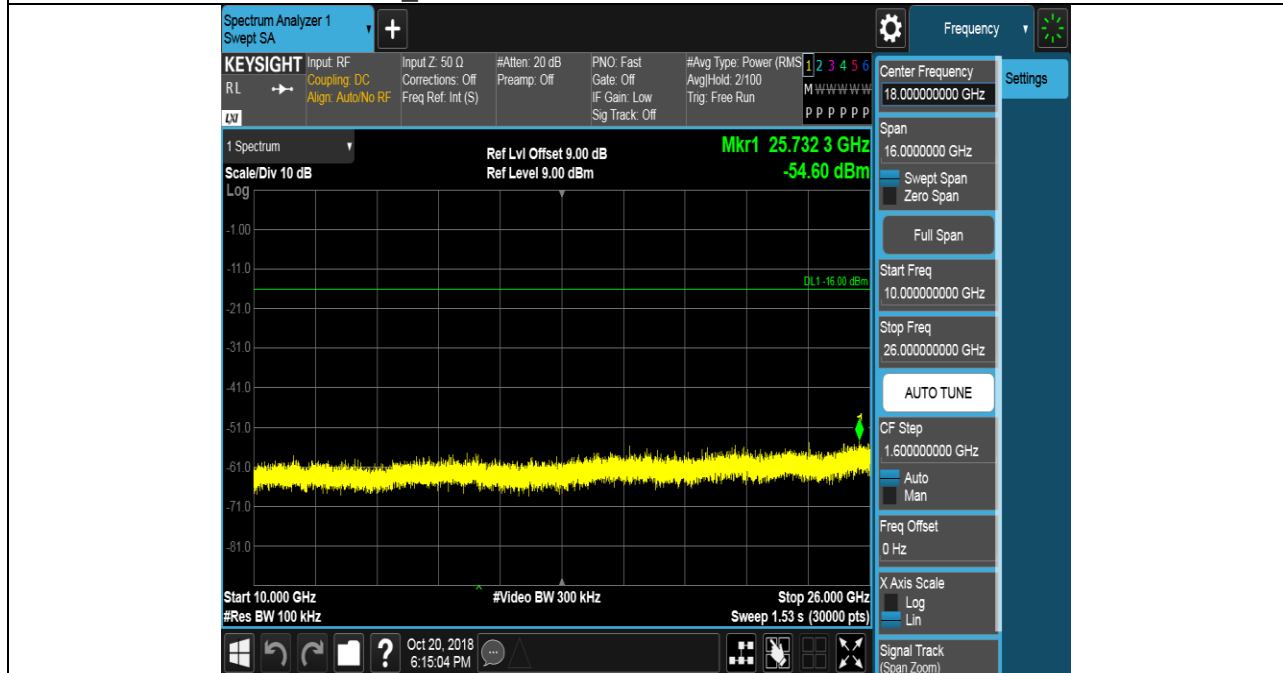 Spectrum Analyzer 1
Swept SA
+
Frequency
KEYSIGHT
RL
LXI
Input: RF
Coupling: DC
Align: Auto/No RF
Input Z: 50 Ω
Corrections: Off
Freq Ref: Int (S)
#Atten: 20 dB
Preamp: Off
PNO: Fast
Gate: Off
IF Gain: Low
Sig Track: Off
#Avg Type: Power (RMS
Avg|Hold: 2/100
Trig: Free Run
1 2 3 4 5 6
M W W W W W
P P P P P P
1 Spectrum
Scale/Div 10 dB
Ref Lvl Offset 9.00 dB
Ref Level 9.00 dBm
Mkr1 25.732 3 GHz
-54.60 dBm
Log
-1.00
-11.0
DL1 -16.00 dBm
-21.0
-31.0
-41.0
-51.0
1
-61.0
-71.0
-81.0
Start 10.000 GHz
#Res BW 100 kHz
#Video BW 300 kHz
Stop 26.000 GHz
Sweep 1.53 s (30000 pts)
?
Oct 20, 2018
6:15:04 PM
Center Frequency
18.000000000 GHz
Settings
Span
16.0000000 GHz
Swept Span
Zero Span
Full Span
Start Freq
10.000000000 GHz
Stop Freq
26.000000000 GHz
AUTO TUNE
CF Step
1.600000000 GHz
Auto
Man
Freq Offset
0 Hz
X Axis Scale
Log
Lin
Signal Track
(Span Zoom)